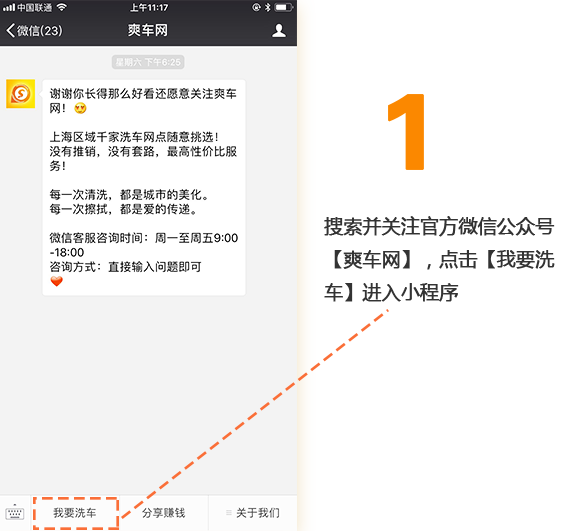 中国联通 上午11:17
微信(23) 爽车网
星期六 下午6:25
谢谢你长得那么好看还愿意关注爽车
网！
上海区域千家洗车网点随意挑选！
没有推销，没有套路，最高性价比服
务！
每一次清洗，都是城市的美化。
每一次擦拭，都是爱的传递。
微信客服咨询时间：周一至周五9:00
-18:00
咨询方式：直接输入问题即可
我要洗车 分享赚钱 关于我们
1
搜索并关注官方微信公众号
【爽车网】，点击【我要洗
车】进入小程序